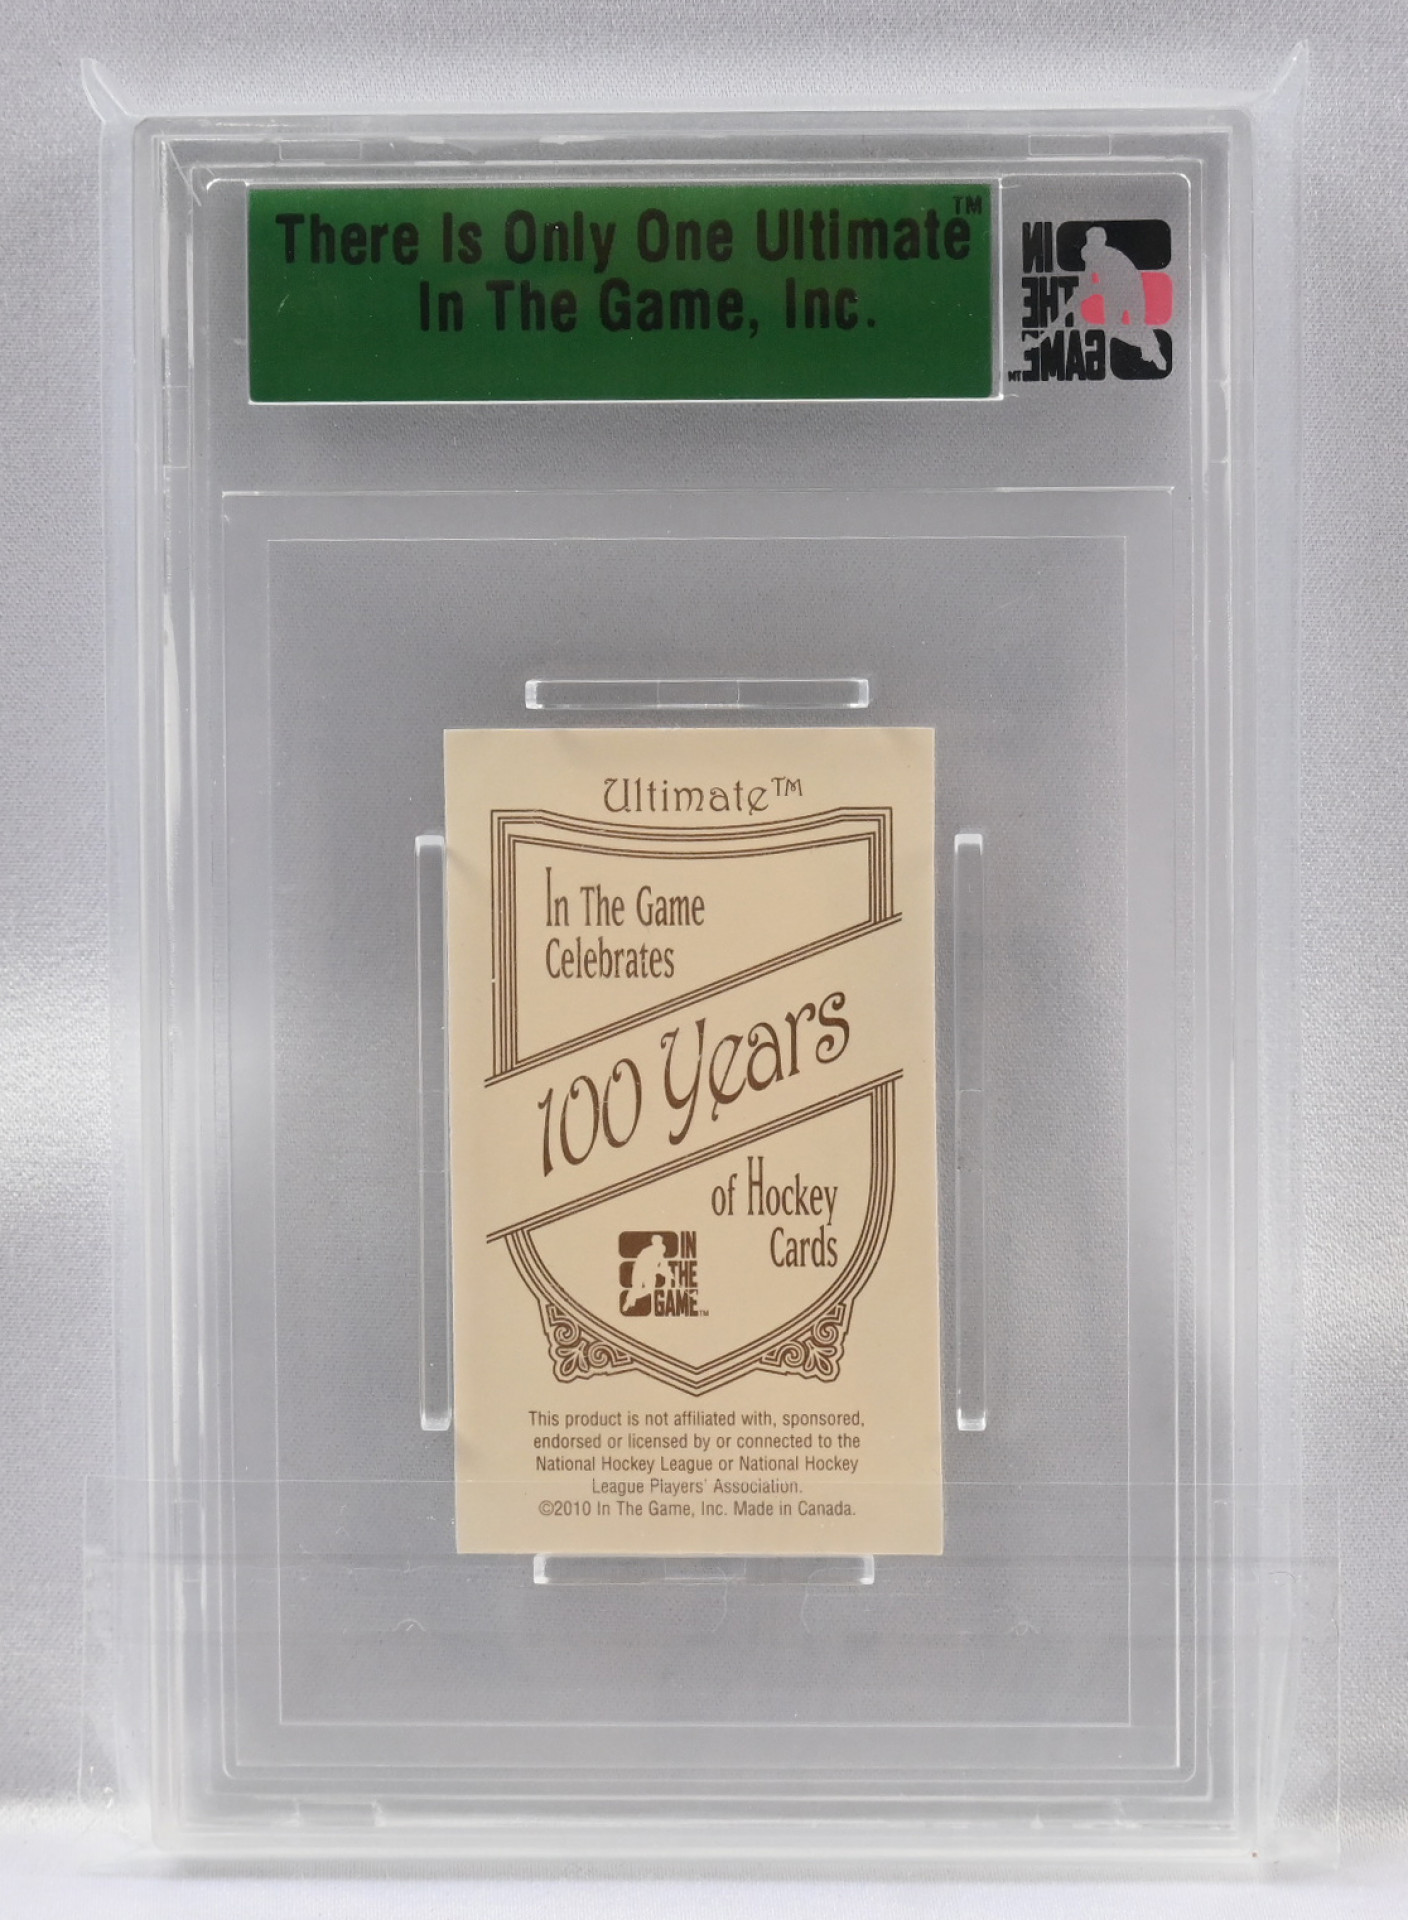 There Is Only One Ultimate™
In The Game, Inc.
IN
THE
GAME™
Ultimate™
In The Game
Celebrates
100 Years
of Hockey
Cards
IN
THE
GAME™
This product is not affiliated with, sponsored,
endorsed or licensed by or connected to the
National Hockey League or National Hockey
League Players' Association.
©2010 In The Game, Inc. Made in Canada.